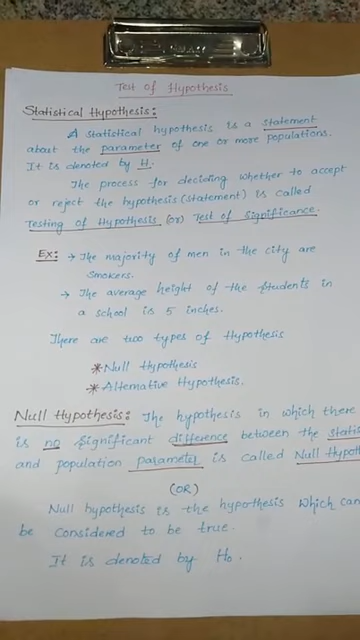 Test of Hypothesis
Statistical Hypothesis:
A statistical hypothesis is a statement
about the parameter of one or more populations.
It is denoted by H.
The process for deciding whether to accept
or reject the hypothesis (statement) is called
Testing of Hypothesis (or) Test of Significance.
Ex: → The majority of men in the city are
smokers.
→ The average height of the students in
a school is 5 inches.
There are two types of Hypothesis
* Null Hypothesis
* Alternative Hypothesis.
Null Hypothesis: The hypothesis in which there
is no significant difference between the
and population parameter is called Null
(OR)
Null hypothesis is the hypothesis which can
be considered to be true.
It is denoted by H₀.